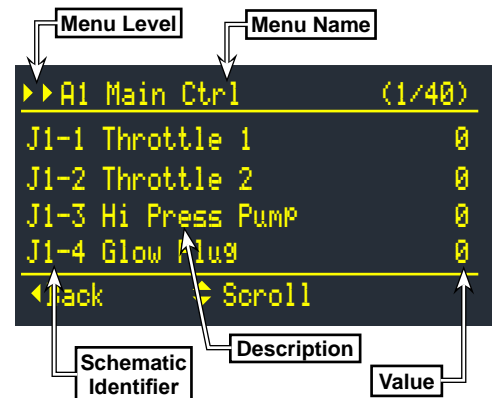 Menu Level Menu Name
A1 Main Ctrl (1/40)
J1-1 Throttle 1 0
J1-2 Throttle 2 0
J1-3 Hi Press Pump 0
J1-4 Glow Plug 0
Back Scroll
Schematic Identifier
Description
Value